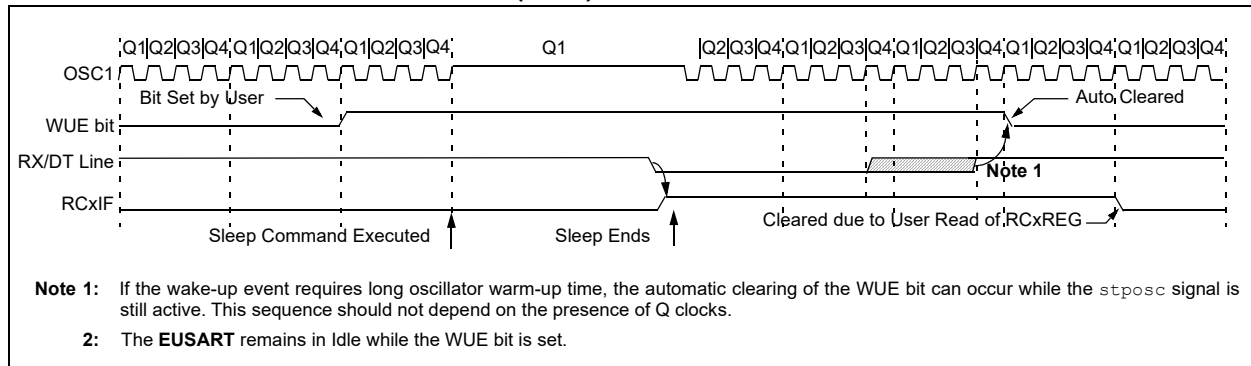 Q1 Q2 Q3 Q4 Q1 Q2 Q3 Q4 Q1 Q2 Q3 Q4 Q1 Q2 Q3 Q4 Q1 Q2 Q3 Q4 Q1 Q2 Q3 Q4 Q1 Q2 Q3 Q4 Q1 Q2 Q3 Q4
OSC1
Bit Set by User
Auto Cleared
WUE bit
RX/DT Line
Note 1
RCxIF
Cleared due to User Read of RCxREG
Sleep Command Executed
Sleep Ends
Note 1: If the wake-up event requires long oscillator warm-up time, the automatic clearing of the WUE bit can occur while the stposc signal is
still active. This sequence should not depend on the presence of Q clocks.
2: The EUSART remains in Idle while the WUE bit is set.